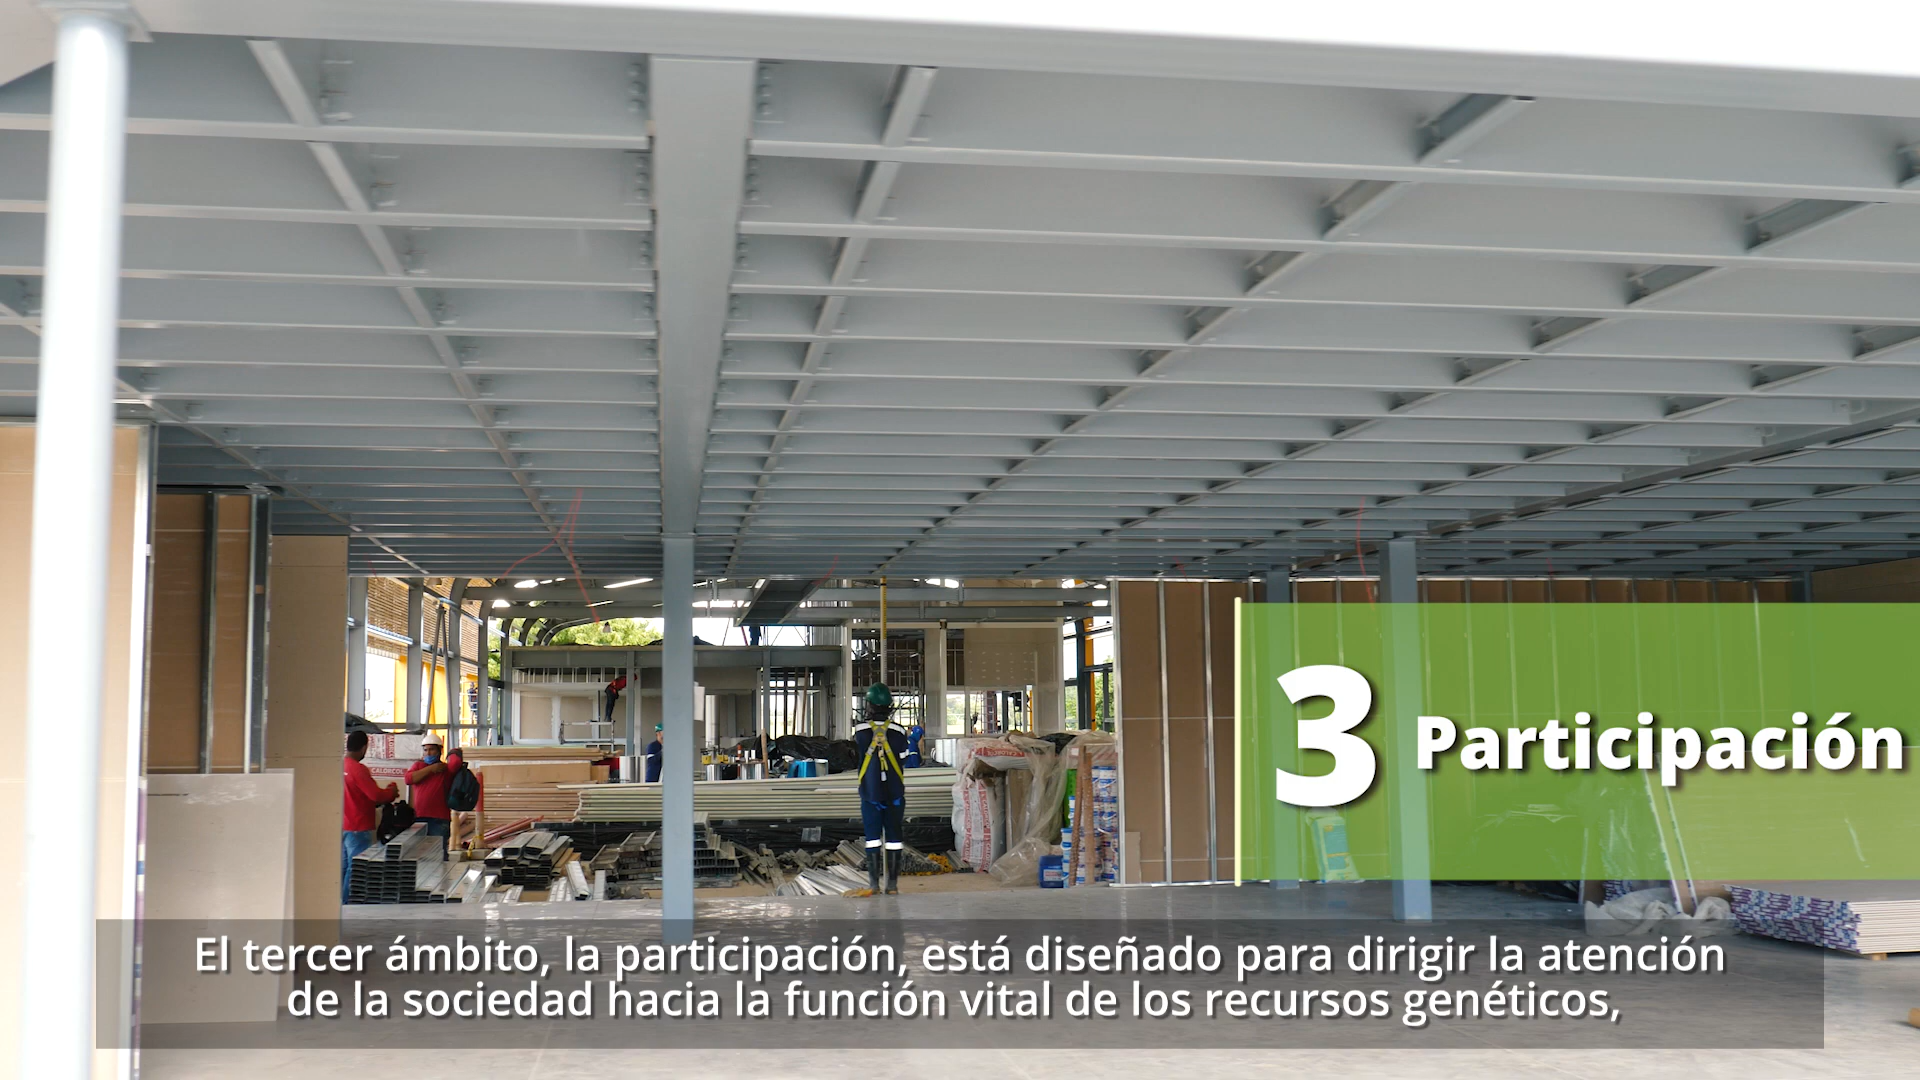 CALORCOL
3 Participación
El tercer ámbito, la participación, está diseñado para dirigir la atención
de la sociedad hacia la función vital de los recursos genéticos,